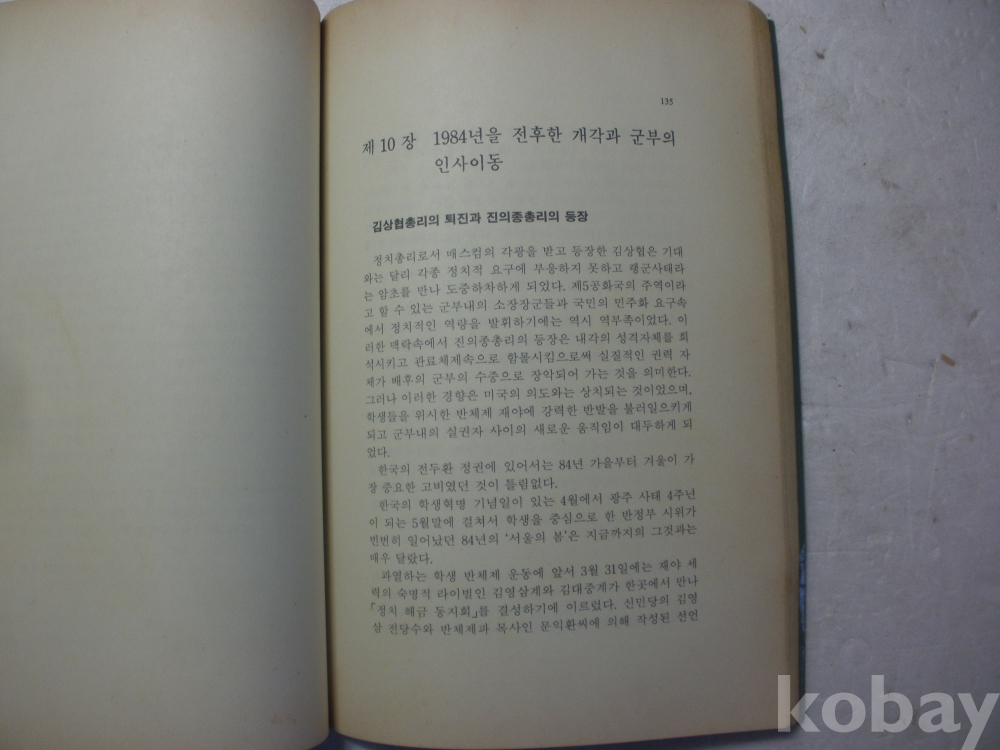 135
제 10 장 1984년을 전후한 개각과 군부의
인사이동
김상협총리의 퇴진과 진의종총리의 등장
정치총리로서 매스컴의 각광을 받고 등장한 김상협은 기대
와는 달리 각종 정치적 요구에 부응하지 못하고 랭군사태라
는 암초를 만나 도중하차하게 되었다. 제5공화국의 주역이라
고 할 수 있는 군부내의 소장장군들과 국민의 민주화 요구속
에서 정치적인 역량을 발휘하기에는 역시 역부족이었다. 이
러한 맥락속에서 진의종총리의 등장은 내각의 성격자체를 희
석시키고 관료체제속으로 함몰시킴으로써 실질적인 권력 자
체가 배후의 군부의 수중으로 장악되어 가는 것을 의미한다.
그러나 이러한 경향은 미국의 의도와는 상치되는 것이었으며,
학생들을 위시한 반체제 재야에 강력한 반발을 불러일으키게
되고 군부내의 실권자 사이의 새로운 움직임이 대두하게 되
었다.
한국의 전두환 정권에 있어서는 84년 가을부터 겨울이 가
장 중요한 고비였던 것이 틀림없다.
한국의 학생혁명 기념일이 있는 4월에서 광주 사태 4주년
이 되는 5월말에 걸쳐서 학생을 중심으로 한 반정부 시위가
빈번히 일어났던 84년의 '서울의 봄'은 지금까지의 그것과는
매우 달랐다.
과열하는 학생 반체제 운동에 앞서 3월 31일에는 재야 세
력의 숙명적 라이벌인 김영삼계와 김대중계가 한곳에서 만나
「정치 해금 동지회」를 결성하기에 이르렀다. 신민당의 김영
삼 전당수와 반체제파 목사인 문익환씨에 의해 작성된 선언
kobay